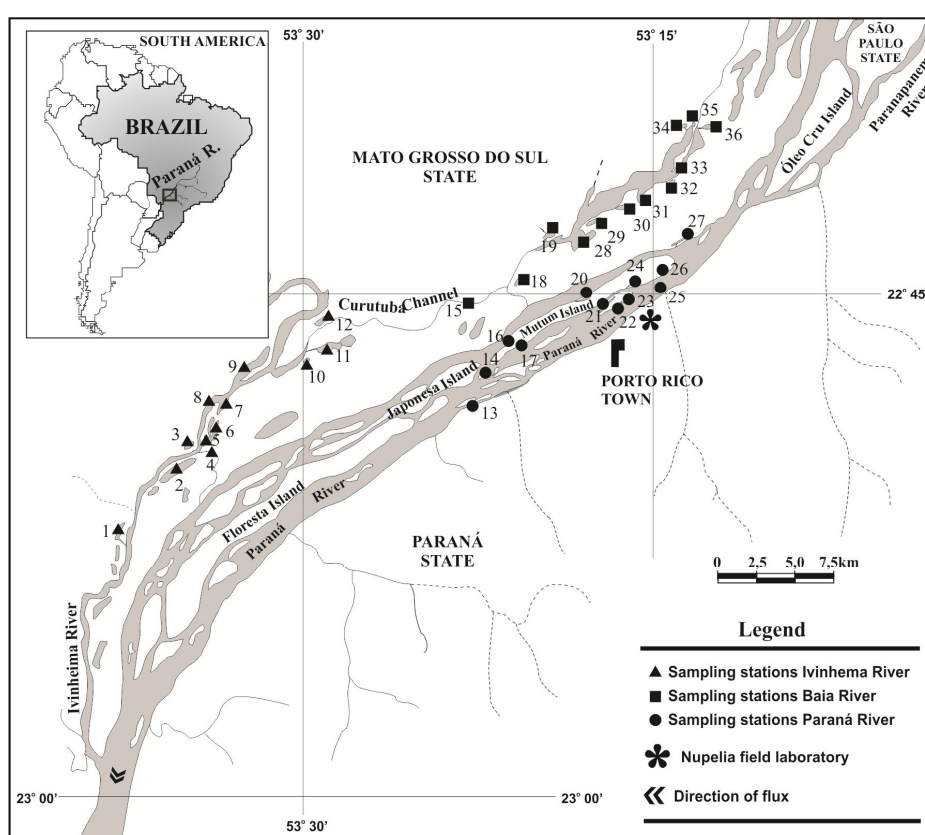 SOUTH AMERICA
BRAZIL
Paraná R.
53° 30'
53° 15'
SÃO
PAULO
STATE
Paranapanem
River
Óleo Cru Island
MATO GROSSO DO SUL
STATE
35
34
36
33
32
31
30
29
28
19
27
18
24
26
20
25
23
22
21
22° 45'
Curutuba Channel
15
12
16
17
14
Mutum Island
Paraná River
11
10
9
8
7
6
5
3
4
2
1
13
Japonesa Island
PORTO RICO
TOWN
Floresta Island
Paraná River
PARANÁ
STATE
Ivinheima River
0 2,5 5,0 7,5km
Legend
Sampling stations Ivinhema River
Sampling stations Baia River
Sampling stations Paraná River
Nupelia field laboratory
Direction of flux
23° 00'
23° 00'
53° 30'